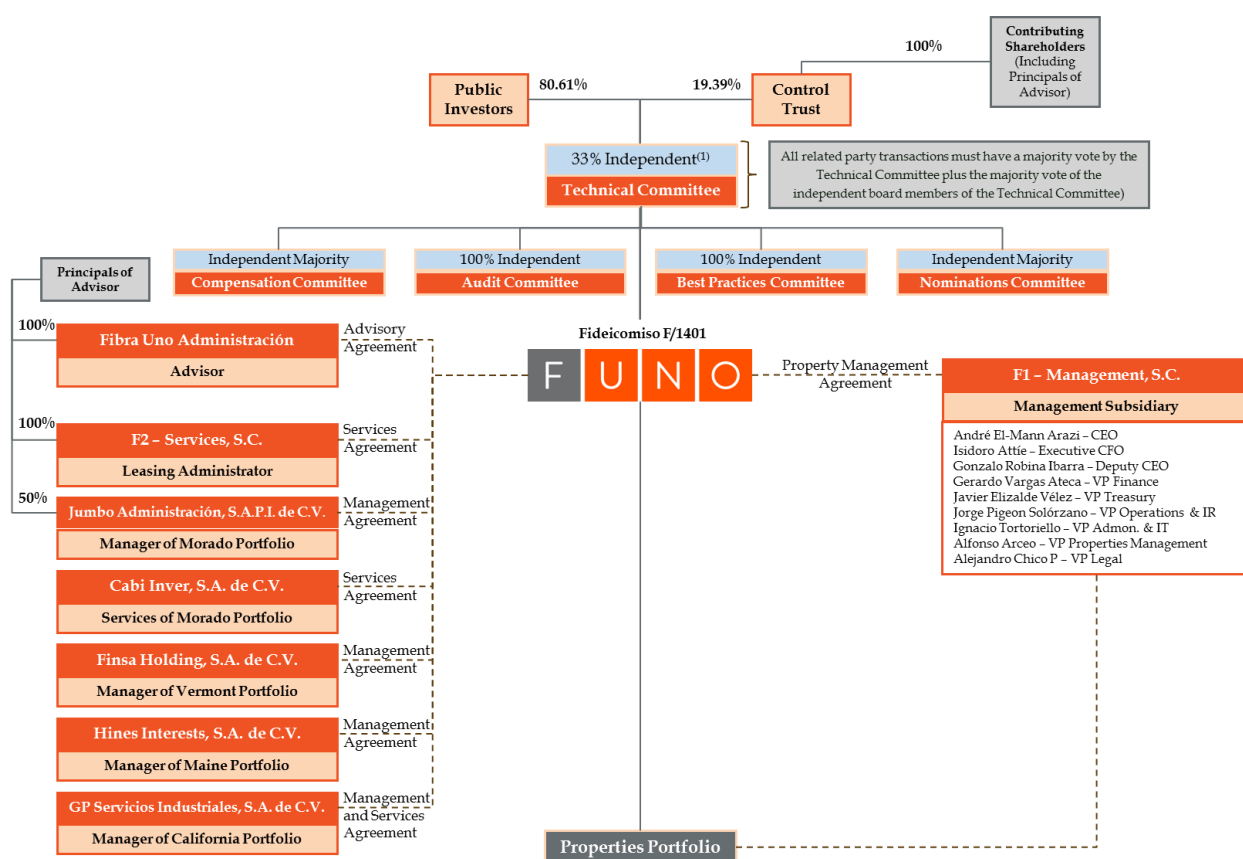 Contributing
Shareholders
(Including
Principals of
Advisor)
100%
Public
Investors
80.61%
19.39%
Control
Trust
33% Independent(1)
Technical Committee
All related party transactions must have a majority vote by the
Technical Committee plus the majority vote of the
independent board members of the Technical Committee)
Independent Majority
Compensation Committee
100% Independent
Audit Committee
100% Independent
Best Practices Committee
Independent Majority
Nominations Committee
Principals of
Advisor
100%
Fibra Uno Administración
Advisor
Advisory
Agreement
Fideicomiso F/1401
FUNO
Property Management
Agreement
F1 – Management, S.C.
Management Subsidiary
André El-Mann Arazi – CEO
Isidoro Attíe – Executive CFO
Gonzalo Robina Ibarra – Deputy CEO
Gerardo Vargas Ateca – VP Finance
Javier Elizalde Vélez – VP Treasury
Jorge Pigeon Solórzano – VP Operations & IR
Ignacio Tortoriello – VP Admon. & IT
Alfonso Arceo – VP Properties Management
Alejandro Chico P – VP Legal
100%
F2 – Services, S.C.
Leasing Administrator
Services
Agreement
50%
Jumbo Administración, S.A.P.I. de C.V.
Manager of Morado Portfolio
Management
Agreement
Cabi Inver, S.A. de C.V.
Services of Morado Portfolio
Services
Agreement
Finsa Holding, S.A. de C.V.
Manager of Vermont Portfolio
Management
Agreement
Hines Interests, S.A. de C.V.
Manager of Maine Portfolio
Management
Agreement
GP Servicios Industriales, S.A. de C.V.
Manager of California Portfolio
Management
and Services
Agreement
Properties Portfolio